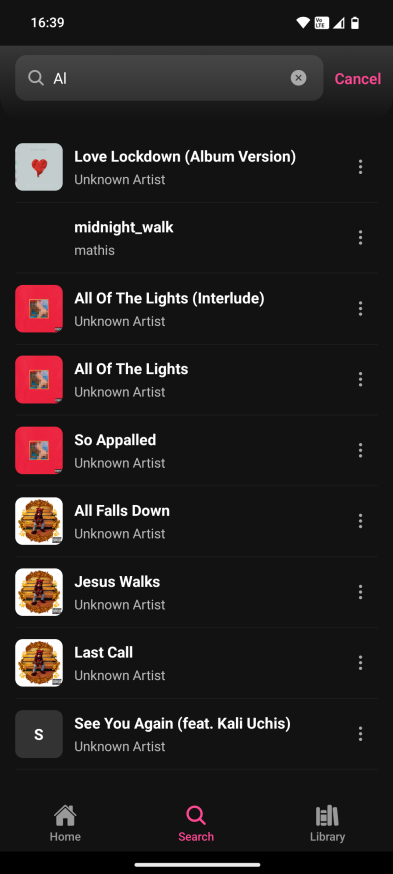 16:39
Vo LTE
Al
Cancel
Love Lockdown (Album Version)
Unknown Artist
midnight_walk
mathis
All Of The Lights (Interlude)
Unknown Artist
All Of The Lights
Unknown Artist
So Appalled
Unknown Artist
All Falls Down
Unknown Artist
Jesus Walks
Unknown Artist
Last Call
Unknown Artist
S
See You Again (feat. Kali Uchis)
Unknown Artist
Home
Search
Library